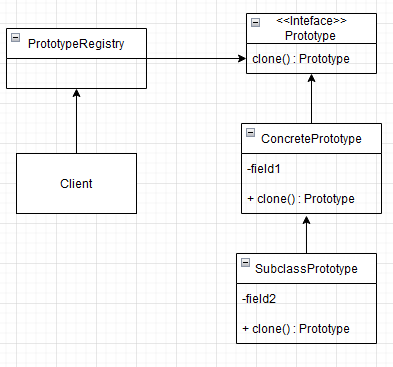 PrototypeRegistry
<<Inteface>>
Prototype
clone() : Prototype
ConcretePrototype
-field1
+ clone() : Prototype
Client
SubclassPrototype
-field2
+ clone() : Prototype